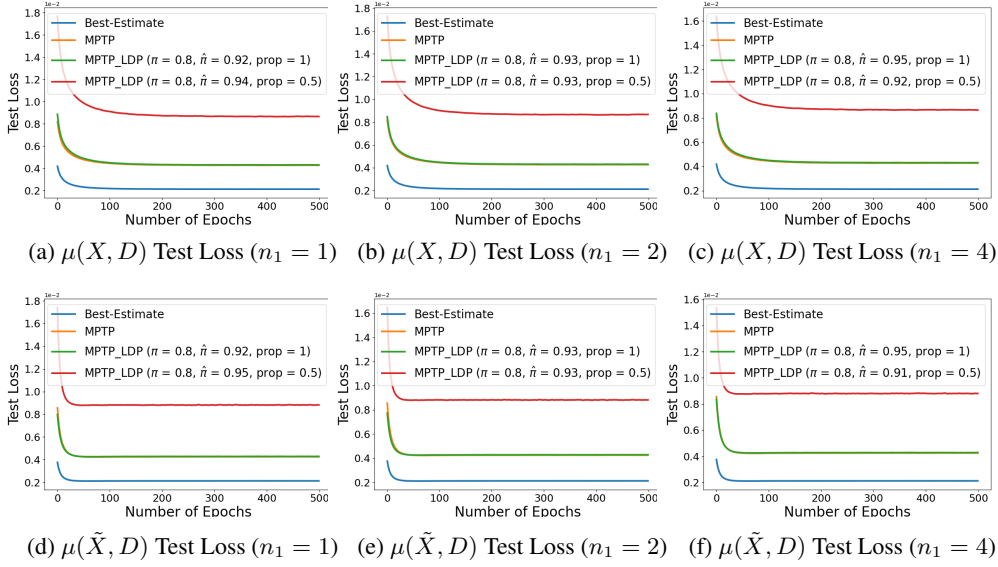 1e−2
1.8
1.6
1.4
1.2
1.0
0.8
0.6
0.4
0.2
Test Loss
Best-Estimate
MPTP
MPTP_LDP (π = 0.8, π̂ = 0.92, prop = 1)
MPTP_LDP (π = 0.8, π̂ = 0.94, prop = 0.5)
0 100 200 300 400 500
Number of Epochs
(a) μ(X, D) Test Loss (n₁ = 1)
1e−2
1.8
1.6
1.4
1.2
1.0
0.8
0.6
0.4
0.2
Test Loss
Best-Estimate
MPTP
MPTP_LDP (π = 0.8, π̂ = 0.93, prop = 1)
MPTP_LDP (π = 0.8, π̂ = 0.93, prop = 0.5)
0 100 200 300 400 500
Number of Epochs
(b) μ(X, D) Test Loss (n₁ = 2)
1e−2
1.6
1.4
1.2
1.0
0.8
0.6
0.4
0.2
Test Loss
Best-Estimate
MPTP
MPTP_LDP (π = 0.8, π̂ = 0.95, prop = 1)
MPTP_LDP (π = 0.8, π̂ = 0.92, prop = 0.5)
0 100 200 300 400 500
Number of Epochs
(c) μ(X, D) Test Loss (n₁ = 4)
1e−2
1.8
1.6
1.4
1.2
1.0
0.8
0.6
0.4
0.2
Test Loss
Best-Estimate
MPTP
MPTP_LDP (π = 0.8, π̂ = 0.92, prop = 1)
MPTP_LDP (π = 0.8, π̂ = 0.95, prop = 0.5)
0 100 200 300 400 500
Number of Epochs
(d) μ(X̃, D) Test Loss (n₁ = 1)
1e−2
1.8
1.6
1.4
1.2
1.0
0.8
0.6
0.4
0.2
Test Loss
Best-Estimate
MPTP
MPTP_LDP (π = 0.8, π̂ = 0.93, prop = 1)
MPTP_LDP (π = 0.8, π̂ = 0.93, prop = 0.5)
0 100 200 300 400 500
Number of Epochs
(e) μ(X̃, D) Test Loss (n₁ = 2)
1e−2
1.6
1.4
1.2
1.0
0.8
0.6
0.4
0.2
Test Loss
Best-Estimate
MPTP
MPTP_LDP (π = 0.8, π̂ = 0.95, prop = 1)
MPTP_LDP (π = 0.8, π̂ = 0.91, prop = 0.5)
0 100 200 300 400 500
Number of Epochs
(f) μ(X̃, D) Test Loss (n₁ = 4)